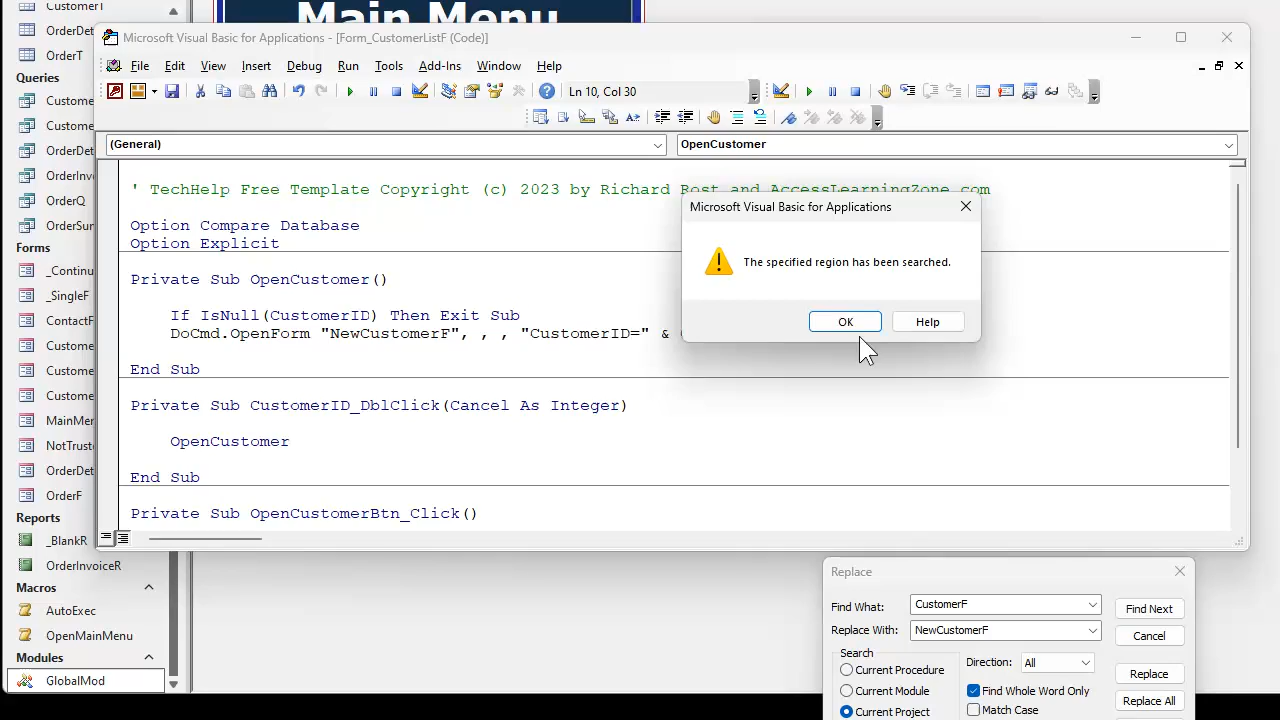 Main Menu
CustomerT
OrderDet
OrderT
Queries
Custome
Custome
OrderDet
OrderInv
OrderQ
OrderSum
Forms
_Continu
_SingleF
ContactF
Custome
Custome
Custome
MainMen
NotTrust
OrderDet
OrderF
Reports
_BlankR
OrderInvoiceR
Macros
AutoExec
OpenMainMenu
Modules
GlobalMod
Microsoft Visual Basic for Applications - [Form_CustomerListF (Code)]
File Edit View Insert Debug Run Tools Add-Ins Window Help
Ln 10, Col 30
(General) OpenCustomer
' TechHelp Free Template Copyright (c) 2023 by Richard Rost and AccessLearningZone.com
Option Compare Database
Option Explicit
Private Sub OpenCustomer()
If IsNull(CustomerID) Then Exit Sub
DoCmd.OpenForm "NewCustomerF", , , "CustomerID=" &
End Sub
Private Sub CustomerID_DblClick(Cancel As Integer)
OpenCustomer
End Sub
Private Sub OpenCustomerBtn_Click()
Microsoft Visual Basic for Applications
The specified region has been searched.
OK Help
Replace
Find What: CustomerF Find Next
Replace With: NewCustomerF Cancel
Search
Current Procedure Direction: All Replace
Current Module Find Whole Word Only Replace All
Current Project Match Case